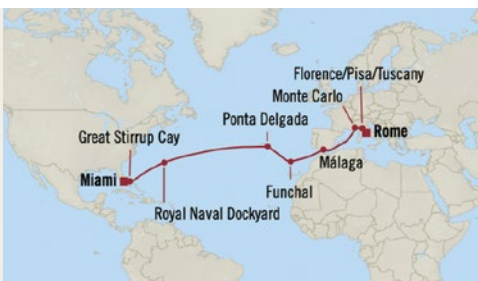 Florence/Pisa/Tuscany
Monte Carlo
Ponta Delgada
Rome
Great Stirrup Cay
Málaga
Miami
Funchal
Royal Naval Dockyard